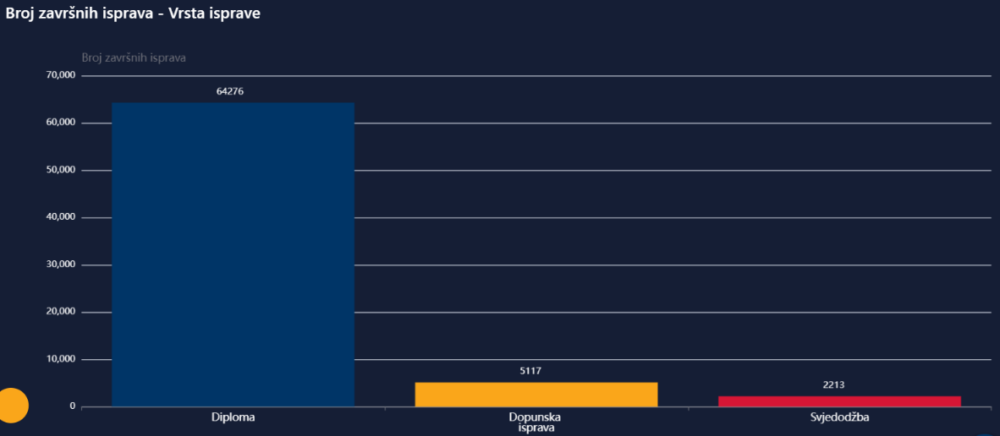 Broj završnih isprava - Vrsta isprave
Broj završnih isprava
70,000
64276
60,000
50,000
40,000
30,000
20,000
10,000
5117
2213
0
Diploma
Dopunska
isprava
Svjedodžba